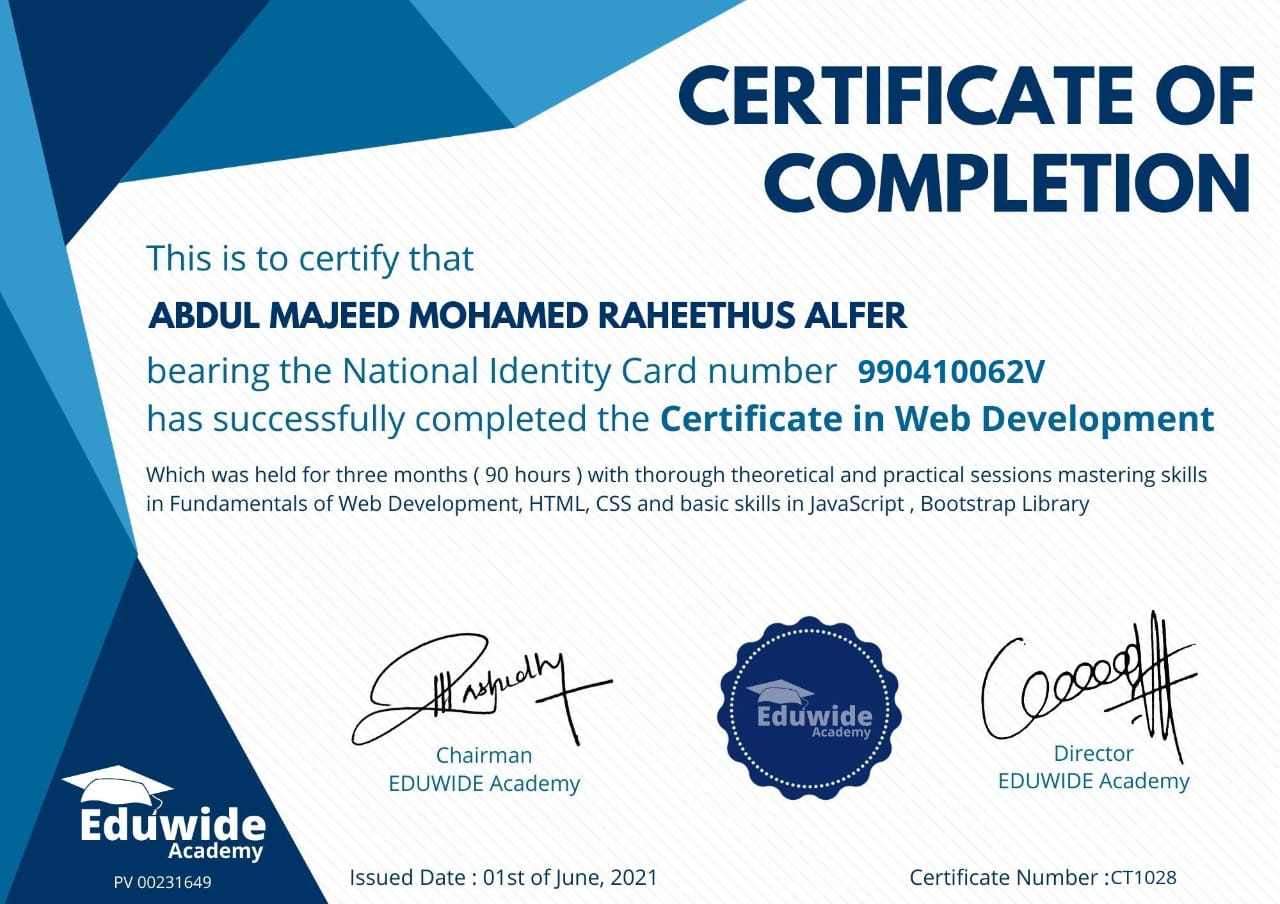 CERTIFICATE OF
COMPLETION
This is to certify that
ABDUL MAJEED MOHAMED RAHEETHUS ALFER
bearing the National Identity Card number 990410062V
has successfully completed the Certificate in Web Development
Which was held for three months ( 90 hours ) with thorough theoretical and practical sessions mastering skills
in Fundamentals of Web Development, HTML, CSS and basic skills in JavaScript , Bootstrap Library
Chairman
EDUWIDE Academy
Eduwide
Academy
Director
EDUWIDE Academy
Eduwide
Academy
PV 00231649
Issued Date : 01st of June, 2021
Certificate Number :CT1028